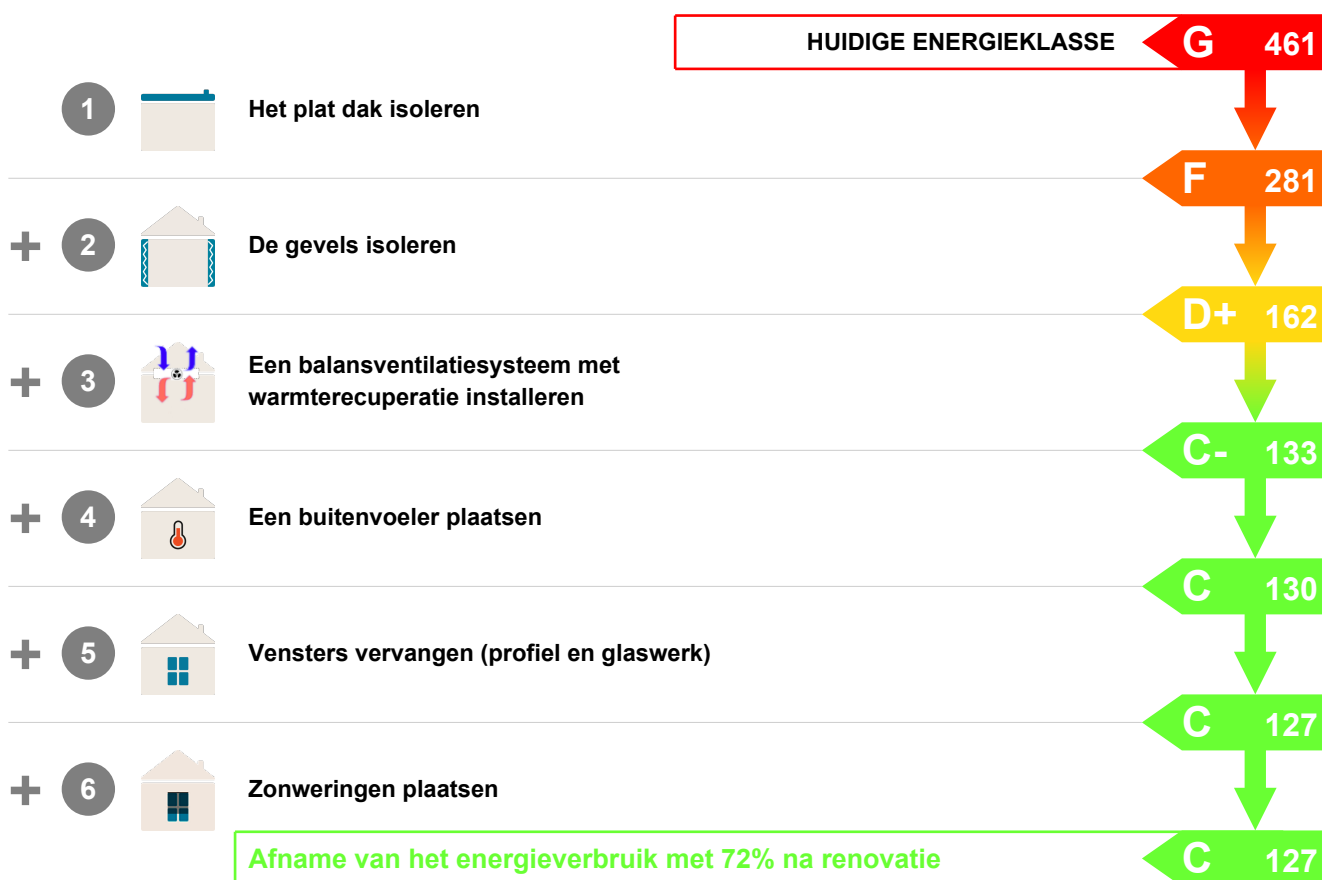 HUIDIGE ENERGIEKLASSE G 461
1 Het plat dak isoleren
F 281
+ 2 De gevels isoleren
D+ 162
+ 3 Een balansventilatiesysteem met
warmterecuperatie installeren
C- 133
+ 4 Een buitenvoeler plaatsen
C 130
+ 5 Vensters vervangen (profiel en glaswerk)
C 127
+ 6 Zonweringen plaatsen
Afname van het energieverbruik met 72% na renovatie C 127